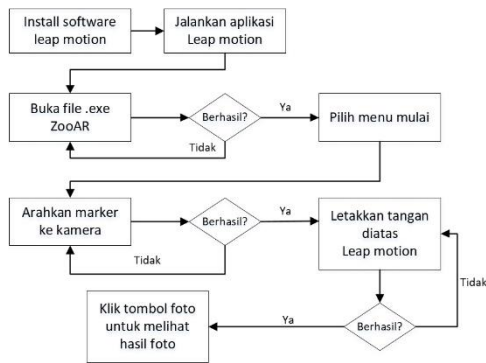 Install software
leap motion
Jalankan aplikasi
Leap motion
Buka file .exe
ZooAR
Berhasil?
Ya
Tidak
Pilih menu mulai
Arahkan marker
ke kamera
Berhasil?
Ya
Tidak
Letakkan tangan
diatas
Leap motion
Tidak
Berhasil?
Ya
Klik tombol foto
untuk melihat
hasil foto